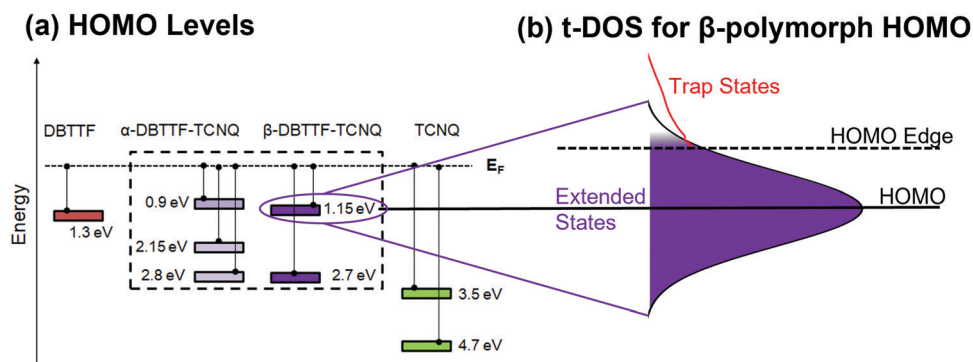 (a) HOMO Levels
(b) t-DOS for β-polymorph HOMO
Energy
DBTTF
α-DBTTF-TCNQ
β-DBTTF-TCNQ
TCNQ
E_F
1.3 eV
0.9 eV
2.15 eV
2.8 eV
1.15 eV
2.7 eV
3.5 eV
4.7 eV
Trap States
HOMO Edge
Extended
States
HOMO